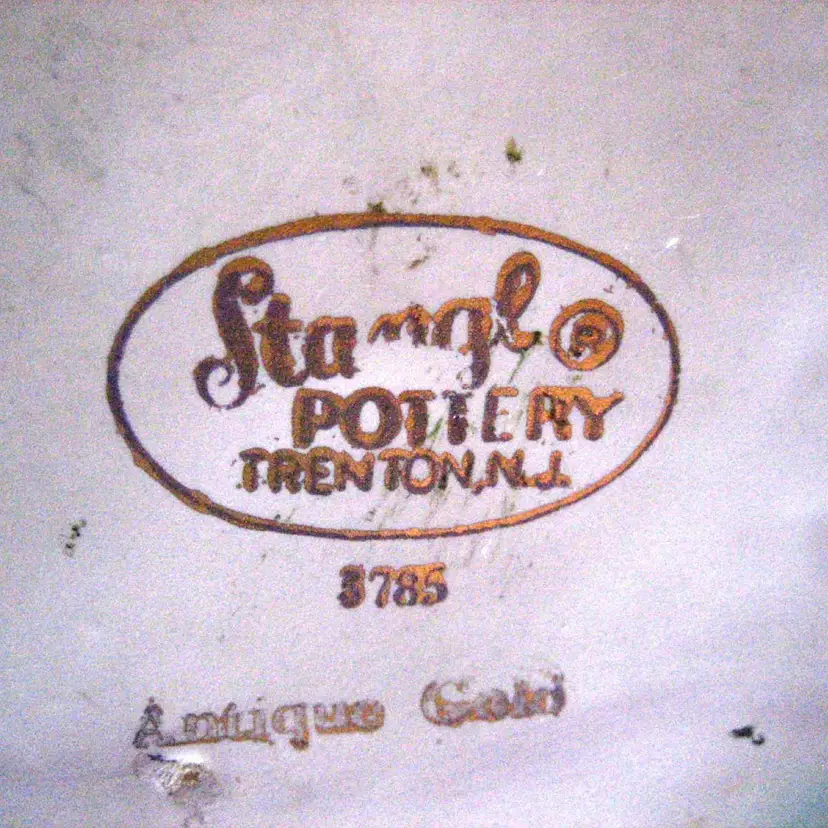 Stangl ®
POTTERY
TRENTON, N.J.
3785
Antique Gold